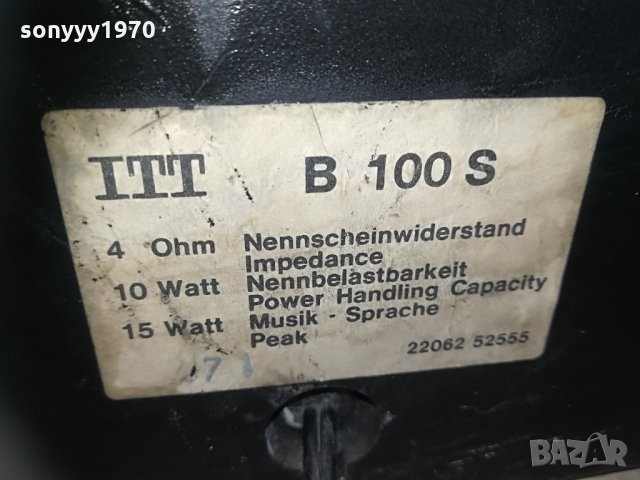 sonyyy1970
ITT B 100 S
4 Ohm Nennscheinwiderstand
Impedance
10 Watt Nennbelastbarkeit
Power Handling Capacity
15 Watt Musik - Sprache
Peak
22062 52555
BAZAR